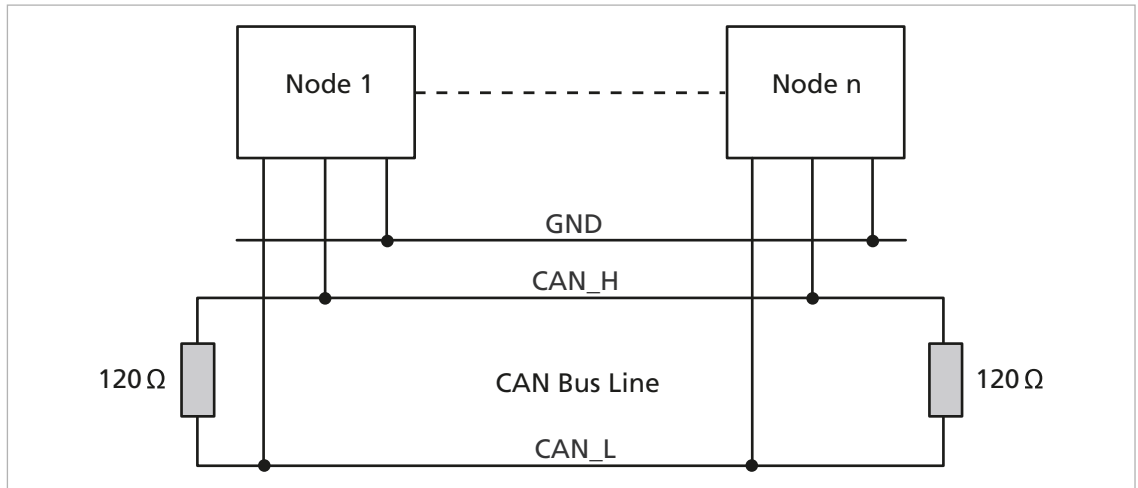 Node 1
Node n
GND
CAN_H
120 Ω
CAN Bus Line
120 Ω
CAN_L